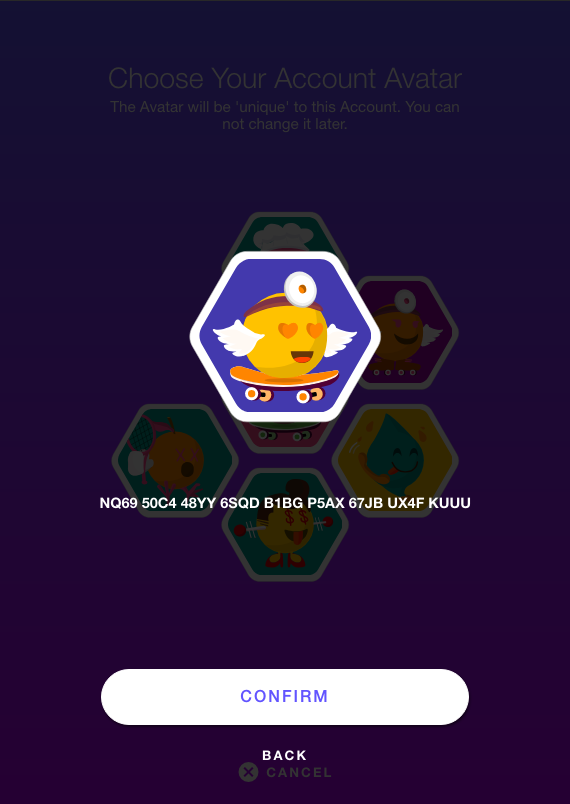 Choose Your Account Avatar
The Avatar will be 'unique' to this Account. You can
not change it later.
NQ69 50C4 48YY 6SQD B1BG P5AX 67JB UX4F KUUU
CONFIRM
BACK
CANCEL